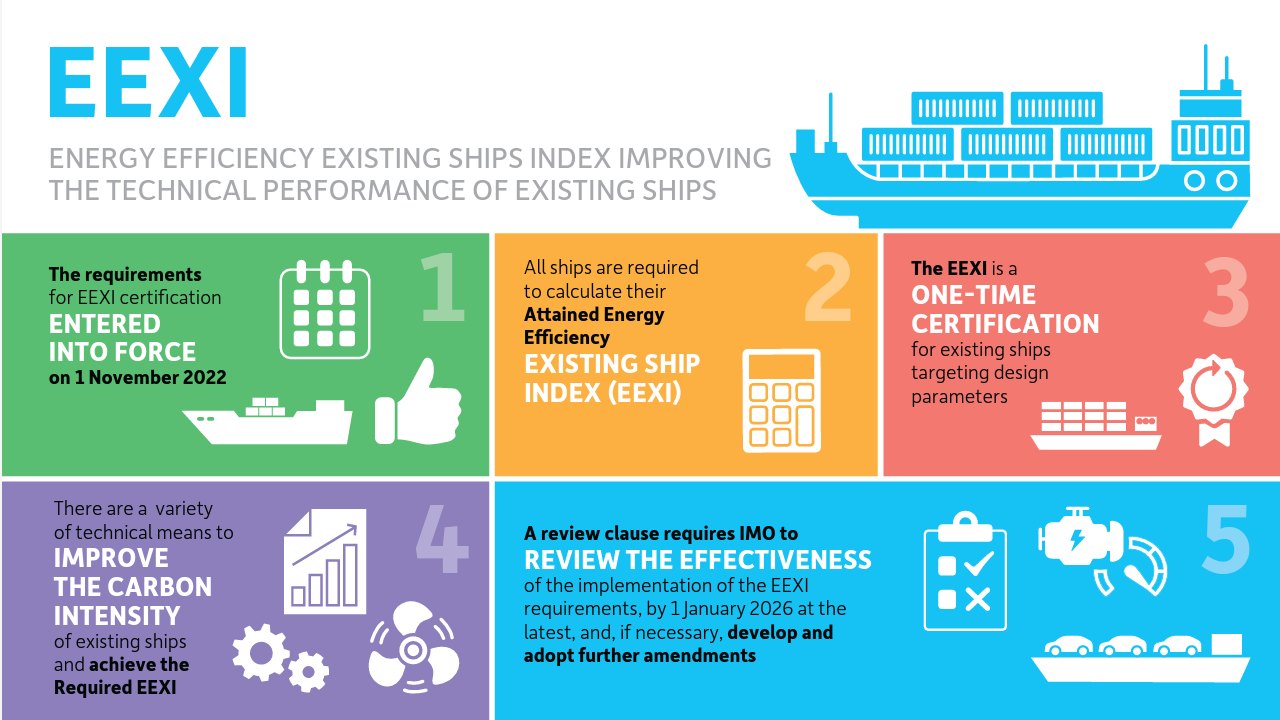 EEXI
ENERGY EFFICIENCY EXISTING SHIPS INDEX IMPROVING
THE TECHNICAL PERFORMANCE OF EXISTING SHIPS
1
The requirements
for EEXI certification
ENTERED
INTO FORCE
on 1 November 2022
2
All ships are required
to calculate their
Attained Energy
Efficiency
EXISTING SHIP
INDEX (EEXI)
3
The EEXI is a
ONE-TIME
CERTIFICATION
for existing ships
targeting design
parameters
4
There are a variety
of technical means to
IMPROVE
THE CARBON
INTENSITY
of existing ships
and achieve the
Required EEXI
5
A review clause requires IMO to
REVIEW THE EFFECTIVENESS
of the implementation of the EEXI
requirements, by 1 January 2026 at the
latest, and, if necessary, develop and
adopt further amendments